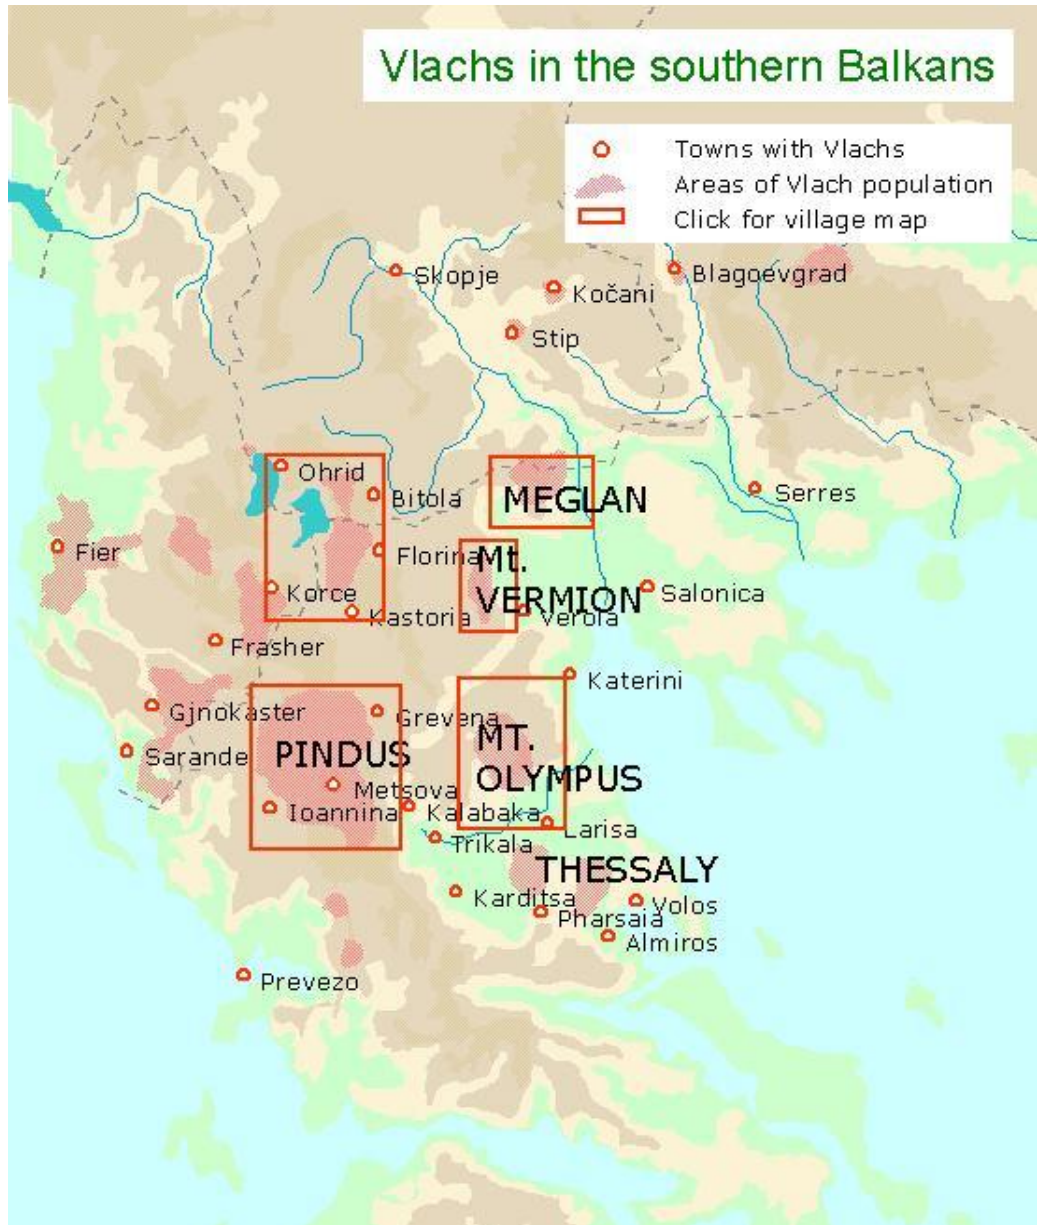 Vlachs in the southern Balkans
Towns with Vlachs
Areas of Vlach population
Click for village map
Skopje
Kočani
Blagoevgrad
Stip
Ohrid
Bitola
MEGLAN
Serres
Fier
Florina
Mt.
VERMION
Korce
Kastoria
Verola
Salonica
Frasher
Katerini
Gjnokaster
Grevena
Sarande
PINDUS
MT.
OLYMPUS
Metsova
Ioannina
Kalabaka
Larisa
Trikala
THESSALY
Karditsa
Volos
Pharsaia
Almiros
Prevezo